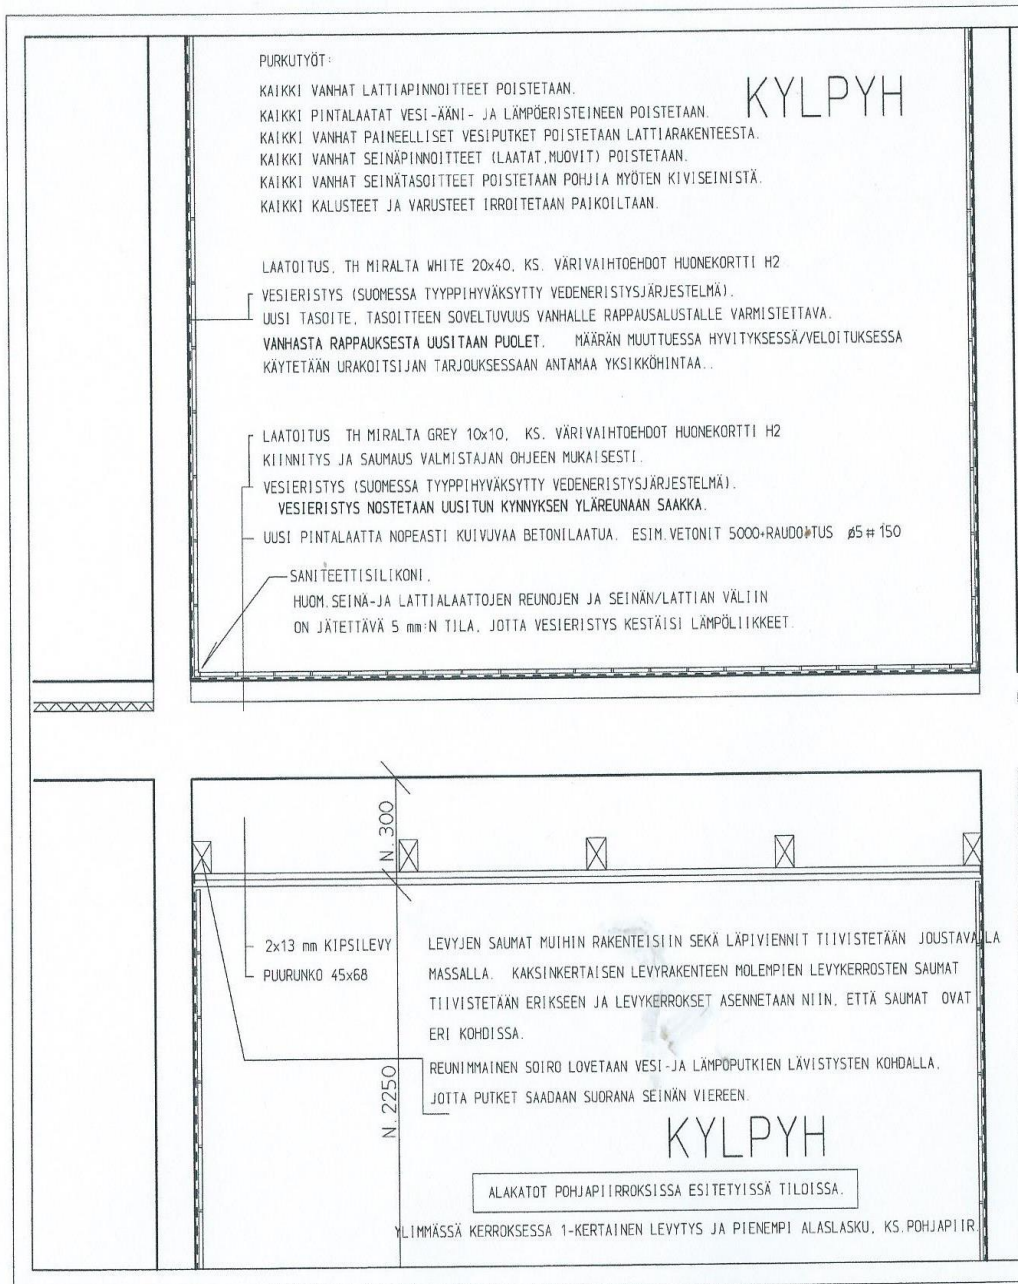 PURKUTYÖT:
KAIKKI VANHAT LATTIAPINNOITTEET POISTETAAN.
KYLPYH
KAIKKI PINTALAATAT VESI-ÄÄNI- JA LÄMPÖERISTEINEEN POISTETAAN.
KAIKKI VANHAT PAINEELLISET VESIPUTKET POISTETAAN LATTIARAKENTEESTA.
KAIKKI VANHAT SEINÄPINNOITTEET (LAATAT,MUOVIT) POISTETAAN.
KAIKKI VANHAT SEINÄTASOITTEET POISTETAAN POHJIA MYÖTEN KIVISEINISTÄ.
KAIKKI KALUSTEET JA VARUSTEET IRROITETAAN PAIKOILTAAN.
LAATOITUS, TH MIRALTA WHITE 20x40, KS. VÄRIVAIHTOEHDOT HUONEKORTTI H2
VESIERISTYS (SUOMESSA TYYPPIHYVÄKSYTTY VEDENERISTYSJÄRJESTELMÄ).
UUSI TASOITE, TASOITTEEN SOVELTUVUUS VANHALLE RAPPAUSALUSTALLE VARMISTETTAVA.
VANHASTA RAPPAUKSESTA UUSITAAN PUOLET. MÄÄRÄN MUUTTUESSA HYVITYKSESSÄ/VELOITUKSESSA
KÄYTETÄÄN URAKOITSIJAN TARJOUKSESSAAN ANTAMAA YKSIKKÖHINTAA..
LAATOITUS TH MIRALTA GREY 10x10, KS. VÄRIVAIHTOEHDOT HUONEKORTTI H2
KIINNITYS JA SAUMAUS VALMISTAJAN OHJEEN MUKAISESTI.
VESIERISTYS (SUOMESSA TYYPPIHYVÄKSYTTY VEDENERISTYSJÄRJESTELMÄ).
VESIERISTYS NOSTETAAN UUSITUN KYNNYKSEN YLÄREUNAAN SAAKKA.
UUSI PINTALAATTA NOPEASTI KUIVUVAA BETONILAATUA. ESIM.VETONIT 5000+RAUDOITUS ø5 # 150
SANITEETTISILIKONI,
HUOM.SEINÄ-JA LATTIALAATTOJEN REUNOJEN JA SEINÄN/LATTIAN VÄLIIN
ON JÄTETTÄVÄ 5 mm:N TILA, JOTTA VESIERISTYS KESTÄISI LÄMPÖLIIKKEET.
N. 300
2x13 mm KIPSILEVY
PUURUNKO 45x68
LEVYJEN SAUMAT MUIHIN RAKENTEISIIN SEKÄ LÄPIVIENNIT TIIVISTETÄÄN JOUSTAVALLA
MASSALLA. KAKSINKERTAISEN LEVYRAKENTEEN MOLEMPIEN LEVYKERROSTEN SAUMAT
TIIVISTETÄÄN ERIKSEEN JA LEVYKERROKSET ASENNETAAN NIIN, ETTÄ SAUMAT OVAT
ERI KOHDISSA.
REUNIMMAINEN SOIRO LOVETAAN VESI-JA LÄMPÖPUTKIEN LÄVISTYSTEN KOHDALLA,
JOTTA PUTKET SAADAAN SUORANA SEINÄN VIEREEN.
N. 2250
KYLPYH
ALAKATOT POHJAPIIRROKSISSA ESITETYISSÄ TILOISSA.
YLIMMÄSSÄ KERROKSESSA 1-KERTAINEN LEVYTYS JA PIENEMPI ALASLASKU, KS.POHJAPIIR.